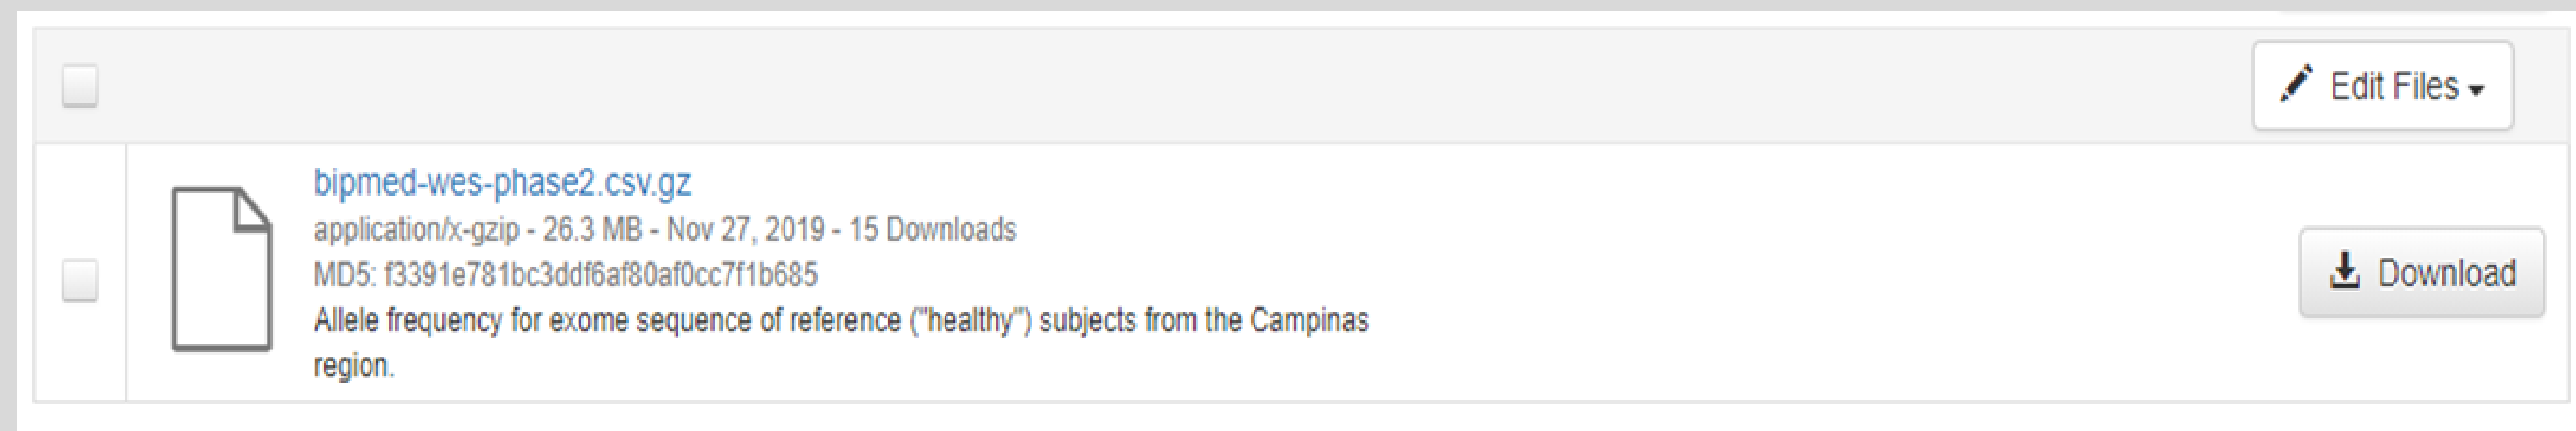 Edit Files
bipmed-wes-phase2.csv.gz
application/x-gzip - 26.3 MB - Nov 27, 2019 - 15 Downloads
MD5: f3391e781bc3ddf6af80af0cc7f1b685
Allele frequency for exome sequence of reference ("healthy") subjects from the Campinas
region.
Download